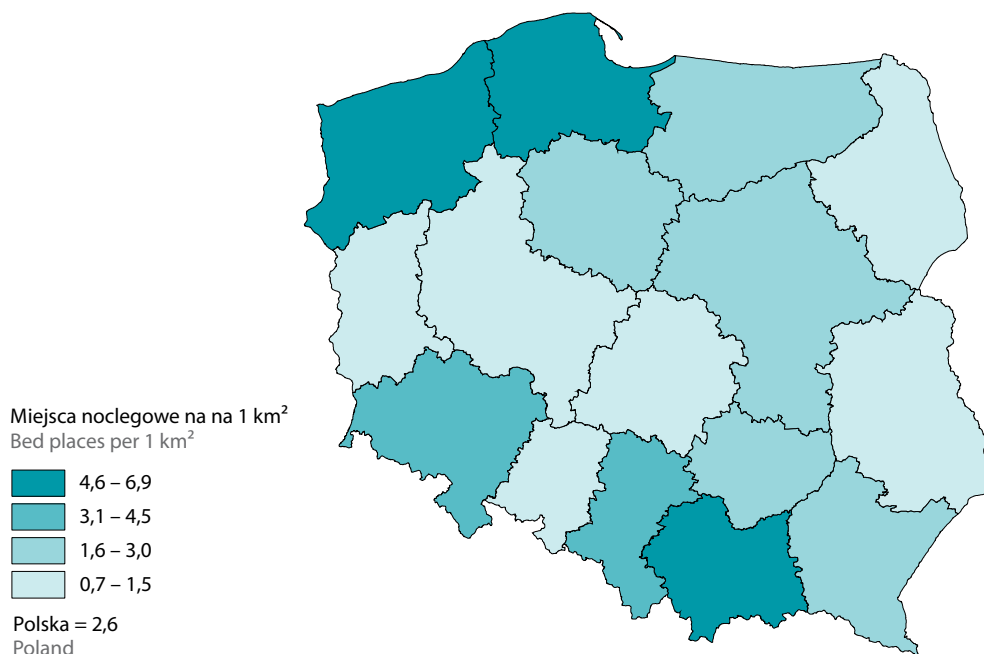 Miejsca noclegowe na na 1 km²
Bed places per 1 km²
4,6 – 6,9
3,1 – 4,5
1,6 – 3,0
0,7 – 1,5
Polska = 2,6
Poland